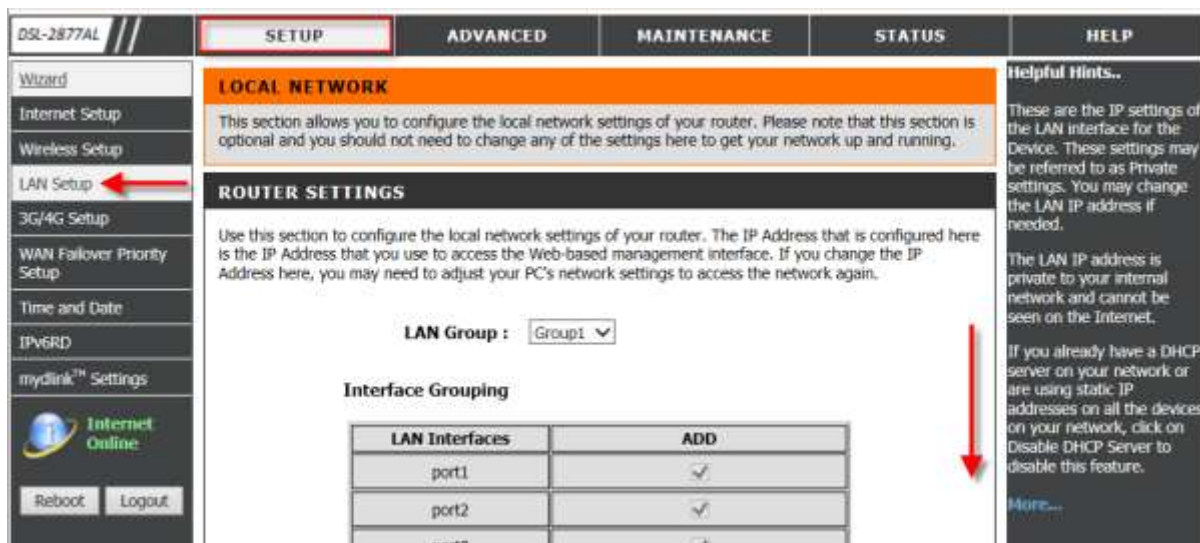 DSL-2877AL
SETUP
ADVANCED
MAINTENANCE
STATUS
HELP
Wizard
Internet Setup
Wireless Setup
LAN Setup
3G/4G Setup
WAN Failover Priority
Setup
Time and Date
IPv6RD
mydlink™ Settings
Internet
Online
Reboot
Logout
LOCAL NETWORK
This section allows you to configure the local network settings of your router. Please note that this section is
optional and you should not need to change any of the settings here to get your network up and running.
ROUTER SETTINGS
Use this section to configure the local network settings of your router. The IP Address that is configured here
is the IP Address that you use to access the Web-based management interface. If you change the IP
Address here, you may need to adjust your PC's network settings to access the network again.
LAN Group : Group1
Interface Grouping
LAN Interfaces
ADD
port1
port2
Helpful Hints..
These are the IP settings of
the LAN interface for the
Device. These settings may
be referred to as Private
settings. You may change
the LAN IP address if
needed.
The LAN IP address is
private to your internal
network and cannot be
seen on the Internet.
If you already have a DHCP
server on your network or
are using static IP
addresses on all the devices
on your network, click on
Disable DHCP Server to
disable this feature.
More...